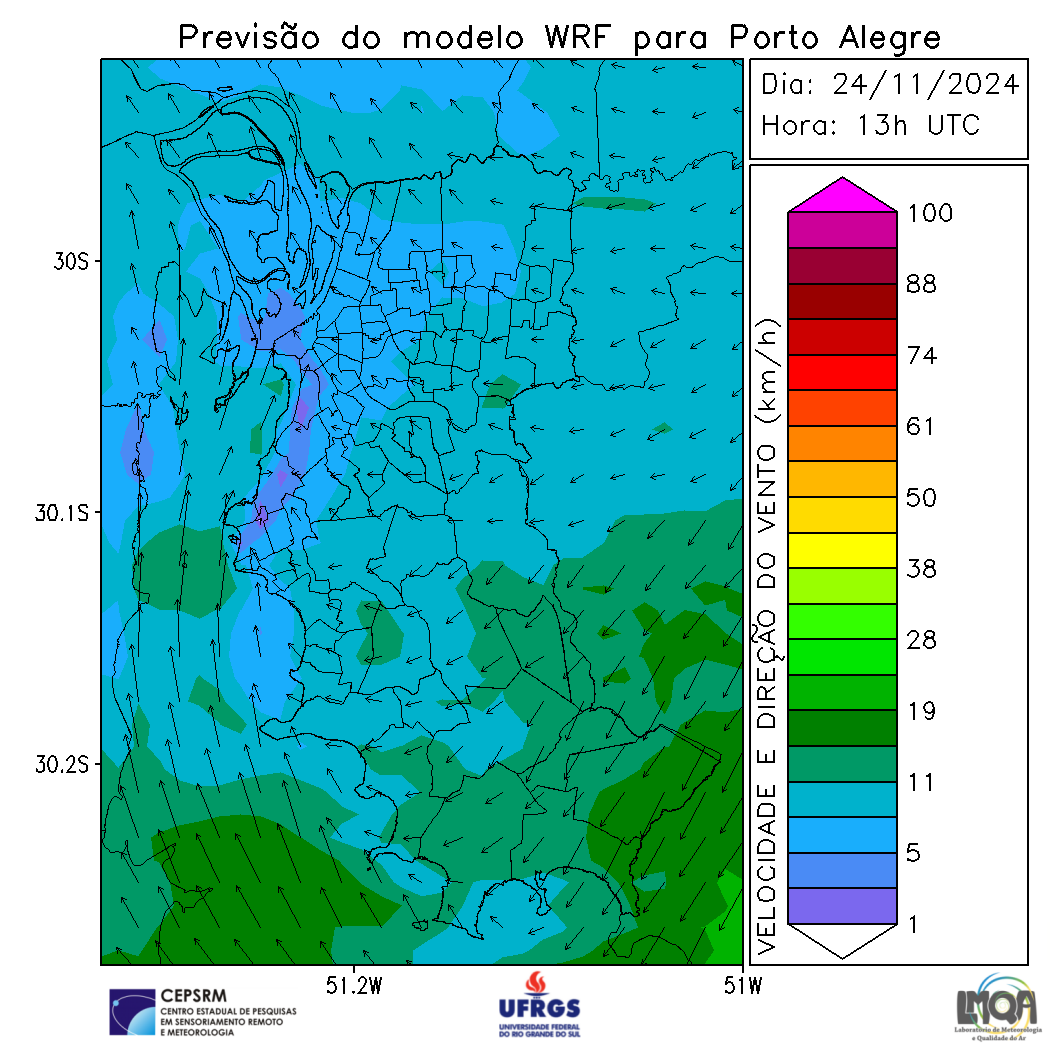 Previsão do modelo WRF para Porto Alegre
Dia: 24/11/2024
Hora: 13h UTC
30S
30.1S
30.2S
51.2W
51W
VELOCIDADE E DIREÇÃO DO VENTO (km/h)
100
88
74
61
50
38
28
19
11
5
1
CEPSRM
CENTRO ESTADUAL DE PESQUISAS
EM SENSORIAMENTO REMOTO
E METEOROLOGIA
UFRGS
UNIVERSIDADE FEDERAL
DO RIO GRANDE DO SUL
LMQA
Laboratório de Meteorologia
e Qualidade do Ar